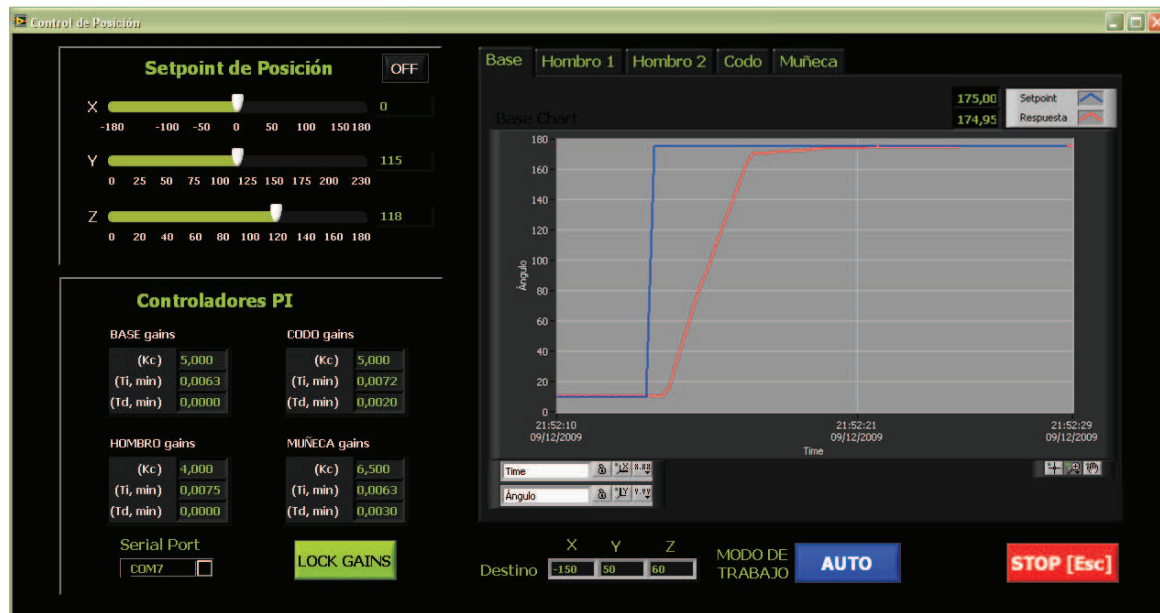 Control de Posición
Setpoint de Posición OFF
X 0
-180 -100 -50 0 50 100 150 180
Y 115
0 25 50 75 100 125 150 175 200 230
Z 118
0 20 40 60 80 100 120 140 160 180
Controladores PI
BASE gains
(Kc) 5,000
(Ti, min) 0,0063
(Td, min) 0,0000
CODO gains
(Kc) 5,000
(Ti, min) 0,0072
(Td, min) 0,0020
HOMBRO gains
(Kc) 4,000
(Ti, min) 0,0075
(Td, min) 0,0000
MUÑECA gains
(Kc) 6,500
(Ti, min) 0,0063
(Td, min) 0,0030
Serial Port
COM7
LOCK GAINS
Base Hombro 1 Hombro 2 Codo Muñeca
175,00 Setpoint
174,95 Respuesta
Base Chart
180
160
140
120
100
80
60
40
20
0
Ángulo
21:52:10 21:52:21 21:52:29
09/12/2009 09/12/2009 09/12/2009
Time
Time X X.XX
Ángulo Y Y.YY
X Y Z
Destino -150 50 60
MODO DE
TRABAJO
AUTO
STOP [Esc]